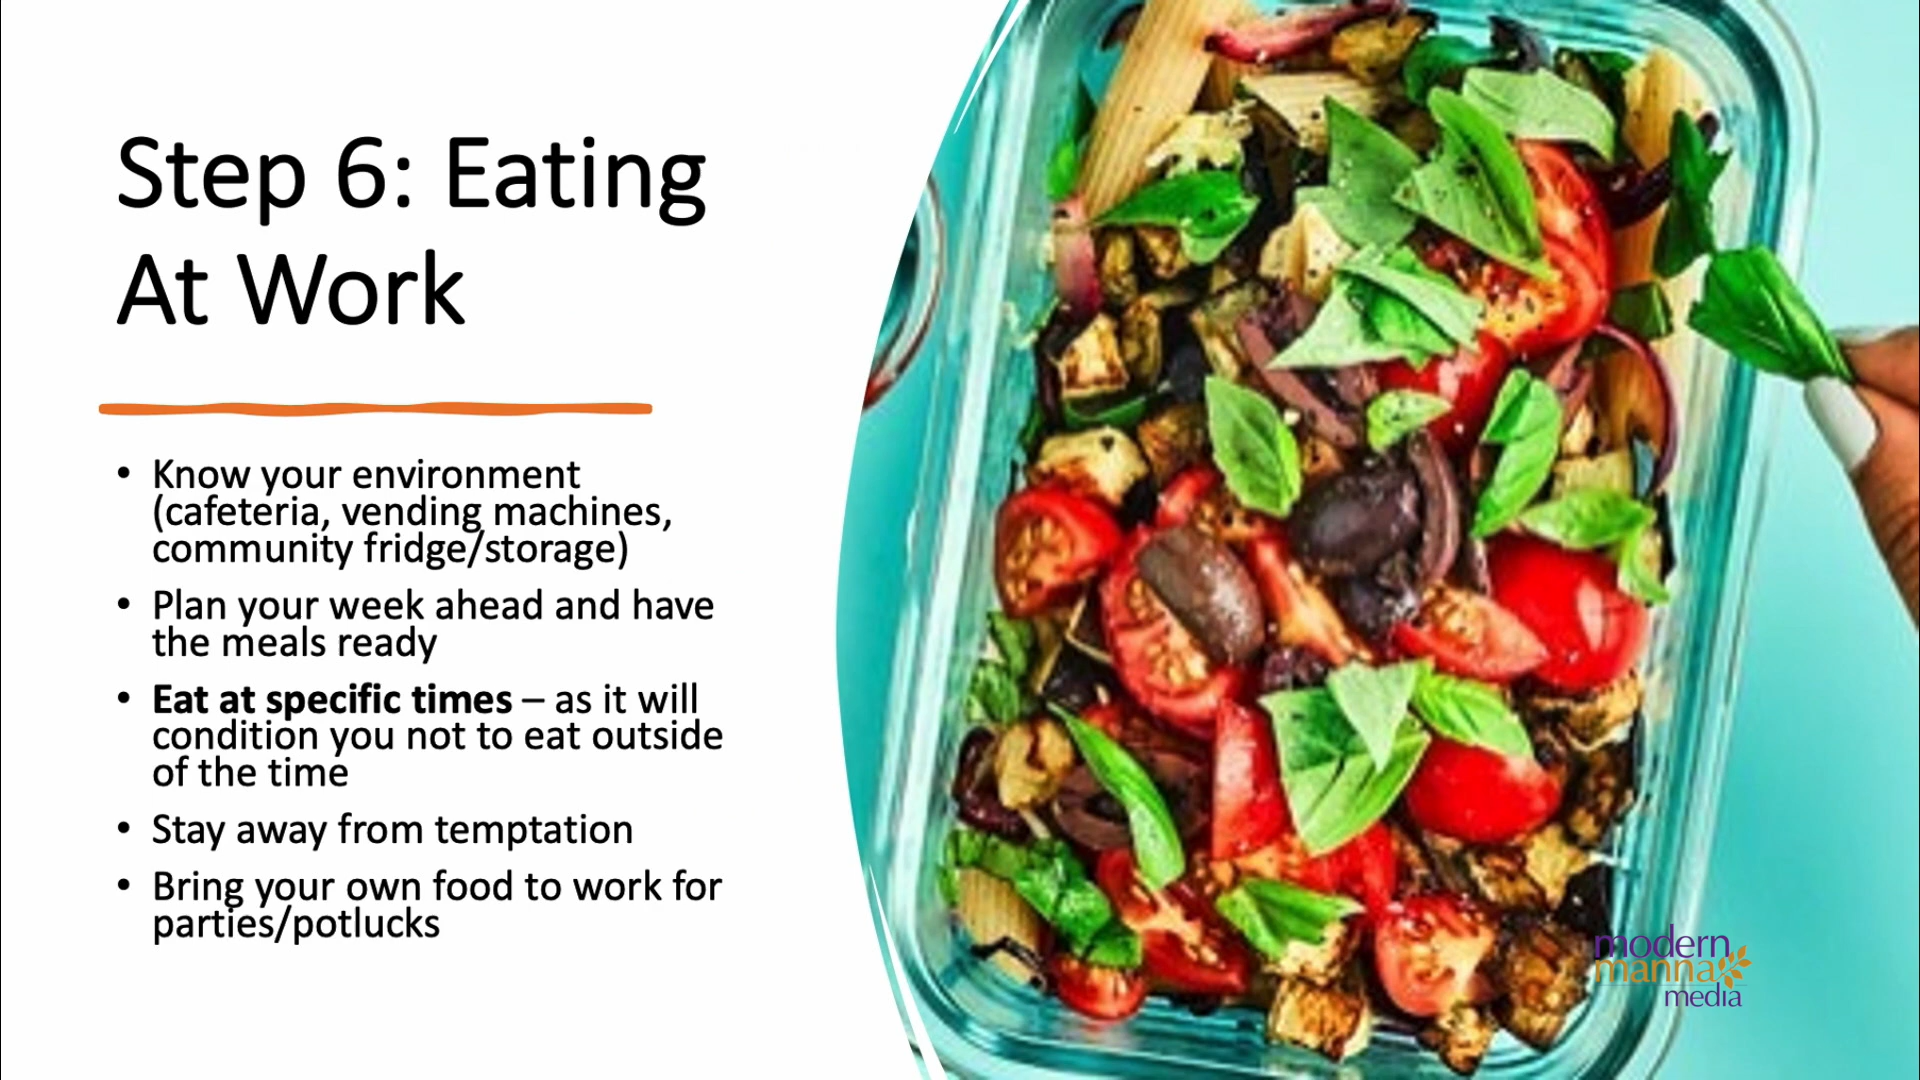 Step 6: Eating
At Work
• Know your environment
(cafeteria, vending machines,
community fridge/storage)
• Plan your week ahead and have
the meals ready
• Eat at specific times – as it will
condition you not to eat outside
of the time
• Stay away from temptation
• Bring your own food to work for
parties/potlucks
modern
manna
media